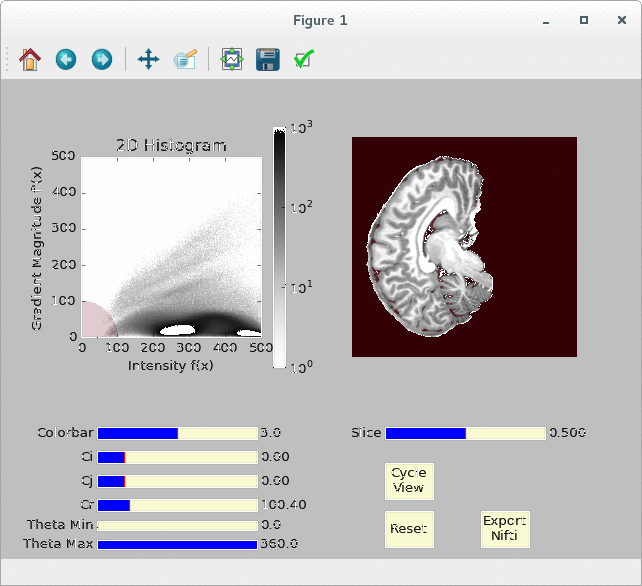 Figure 1
2D Histogram
Gradient Magnitude f'(x)
500
400
300
200
100
0
0 100 200 300 400 500
Intensity f(x)
10^3
10^2
10^1
10^0
Colorbar 3.0
Ci 0.00
Cj 0.00
Cr 100.40
Theta Min 0.0
Theta Max 360.0
Slice 0.500
Cycle
View
Reset
Export
Nifti